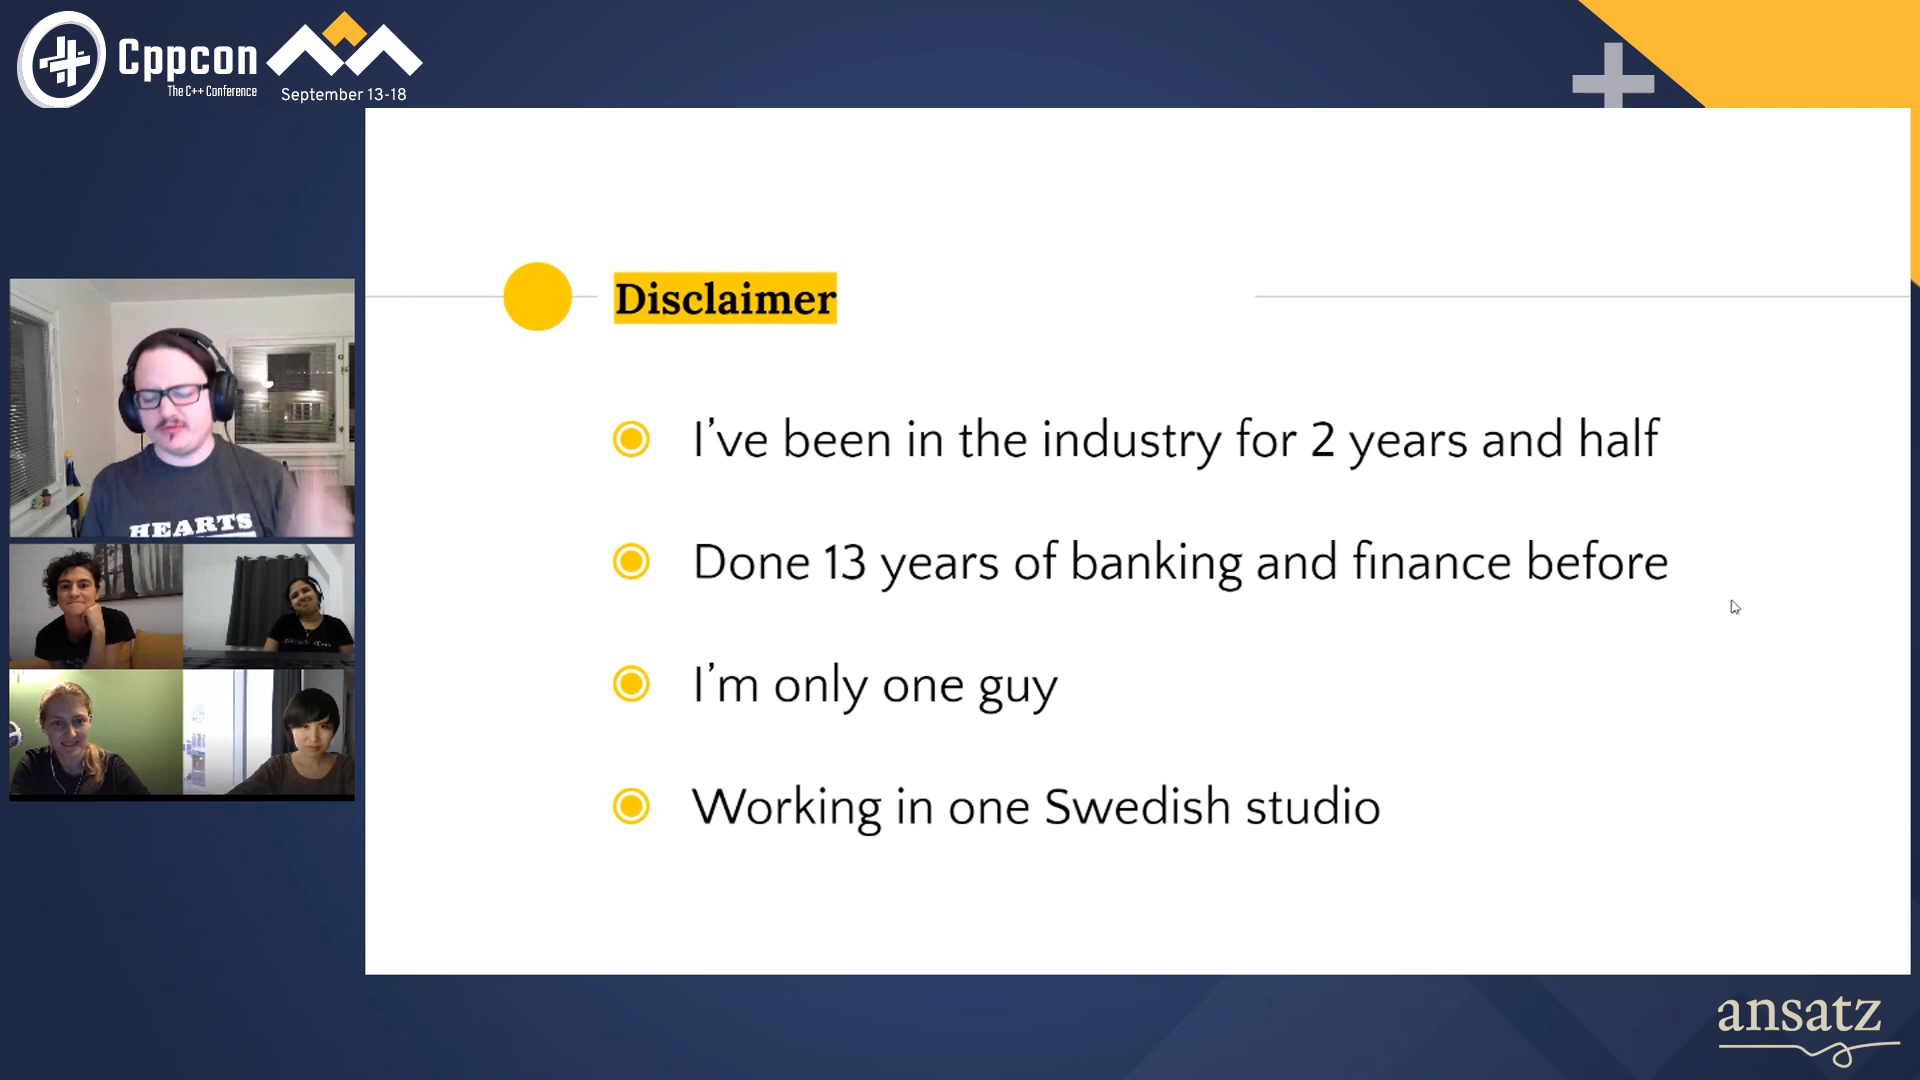 Cppcon
The C++ Conference
September 13-18
Disclaimer
I've been in the industry for 2 years and half
Done 13 years of banking and finance before
I'm only one guy
Working in one Swedish studio
HEARTS
ansatz